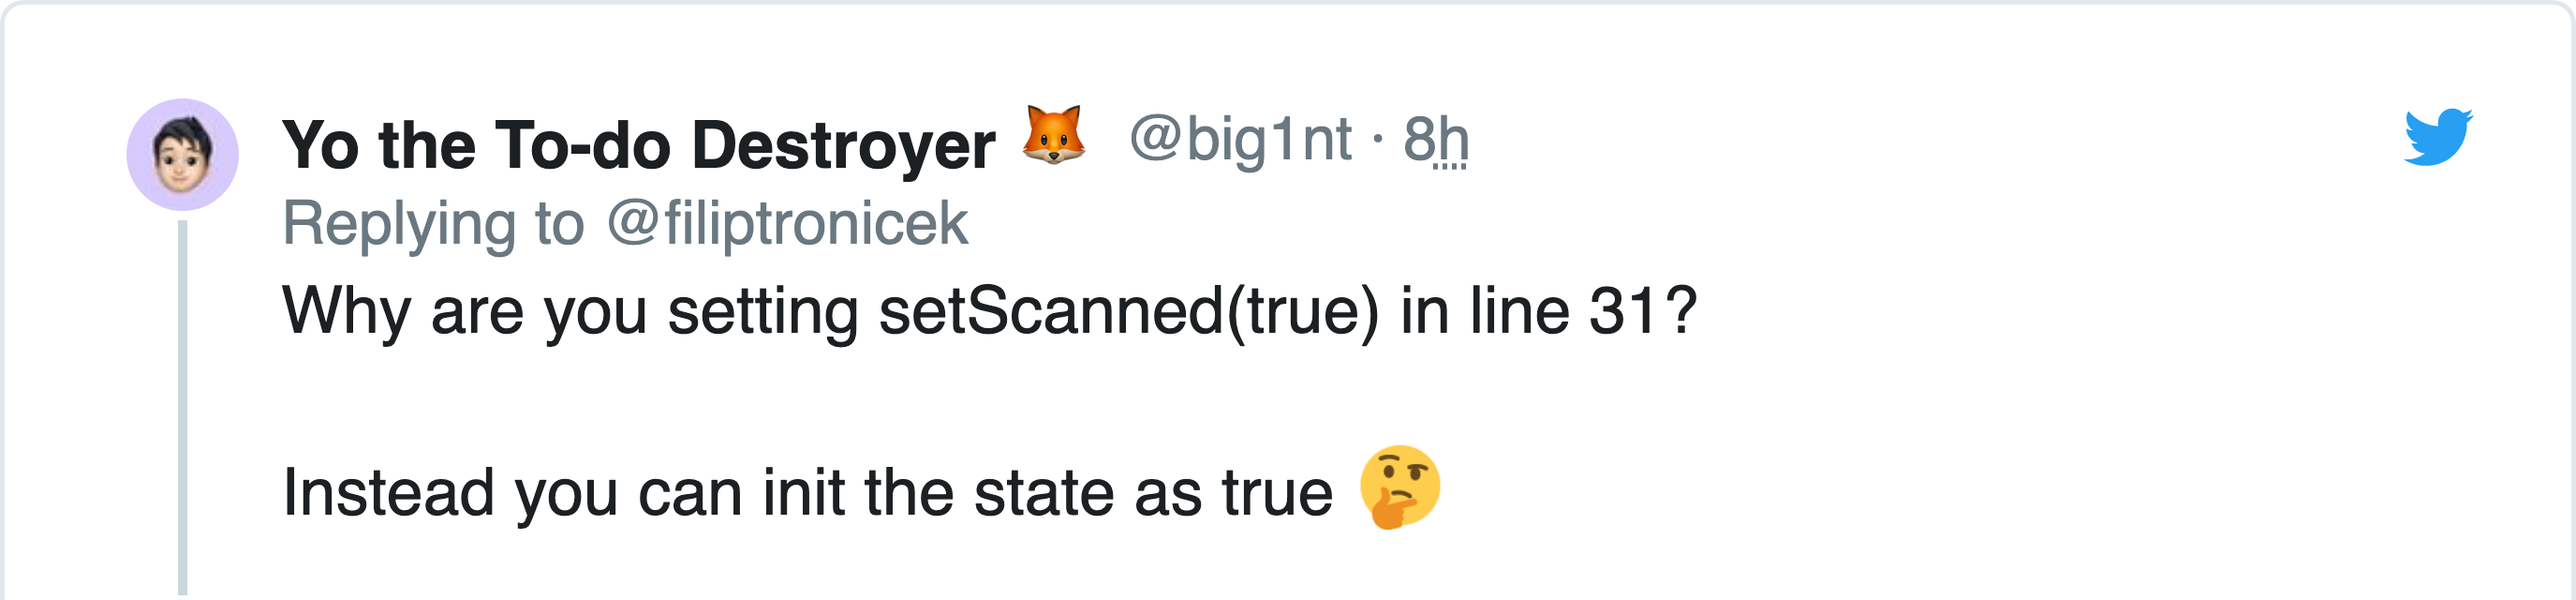 Yo the To-do Destroyer 🦊 @big1nt · 8h
Replying to @filiptronicek
Why are you setting setScanned(true) in line 31?
Instead you can init the state as true 🤔